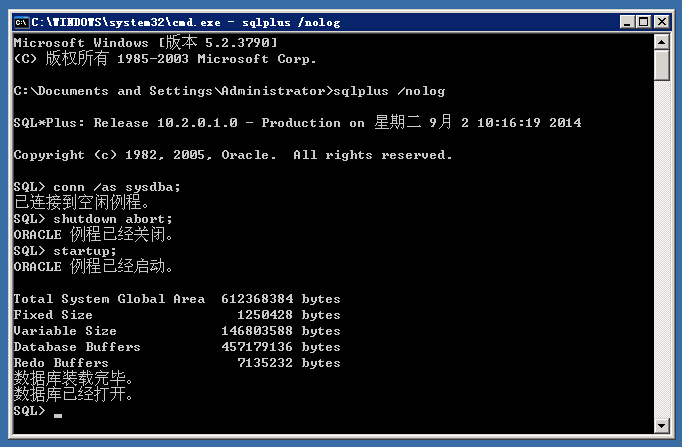 C:\WINDOWS\system32\cmd.exe - sqlplus /nolog
Microsoft Windows [版本 5.2.3790]
(C) 版权所有 1985-2003 Microsoft Corp.
C:\Documents and Settings\Administrator>sqlplus /nolog
SQL*Plus: Release 10.2.0.1.0 - Production on 星期二 9月 2 10:16:19 2014
Copyright (c) 1982, 2005, Oracle.  All rights reserved.
SQL> conn /as sysdba;
已连接到空闲例程。
SQL> shutdown abort;
ORACLE 例程已经关闭。
SQL> startup;
ORACLE 例程已经启动。
Total System Global Area  612368384 bytes
Fixed Size                  1250428 bytes
Variable Size             146803588 bytes
Database Buffers          457179136 bytes
Redo Buffers                7135232 bytes
数据库装载完毕。
数据库已经打开。
SQL> _